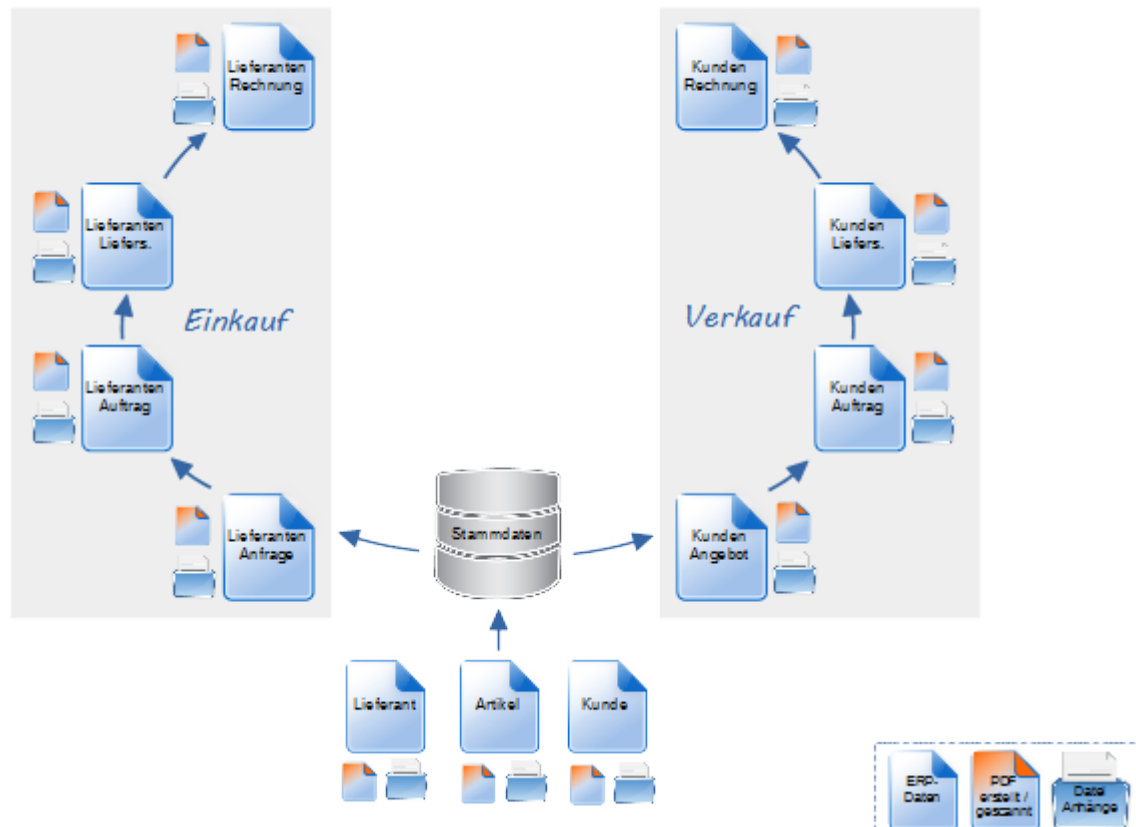 Lieferanten
Rechnung
Kunden
Rechnung
Lieferanten
Liefers.
Kunden
Liefers.
Einkauf
Verkauf
Lieferanten
Auftrag
Kunden
Auftrag
Lieferanten
Anfrage
Stammdaten
Kunden
Angebot
Lieferant
Artikel
Kunde
ERP-
Daten
PDF
erstellt /
gescannt
Datei
Anhänge